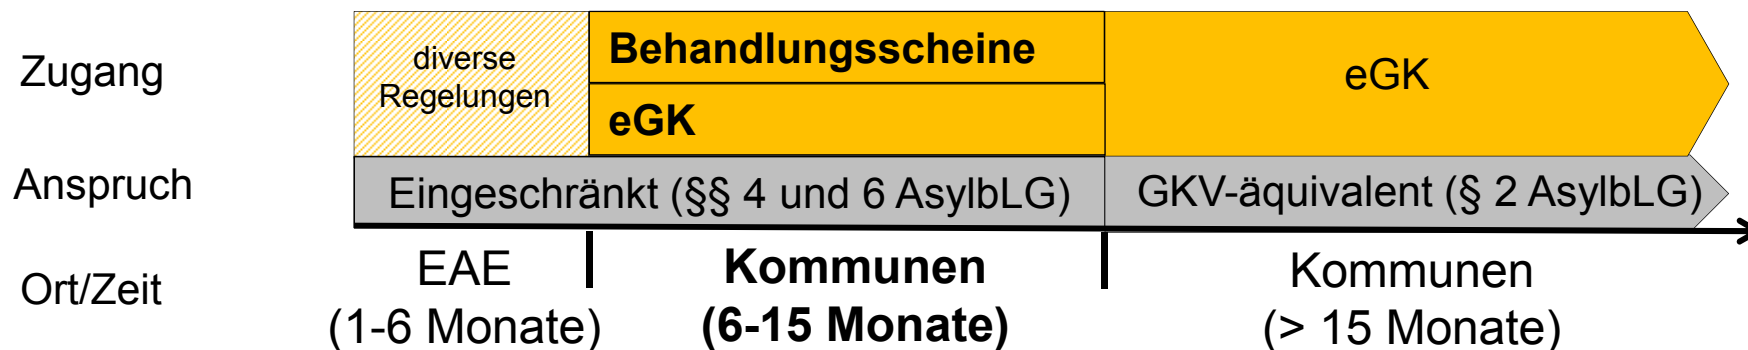 Zugang
diverse
Regelungen
Behandlungsscheine
eGK
eGK
Anspruch
Eingeschränkt (§§ 4 und 6 AsylbLG)
GKV-äquivalent (§ 2 AsylbLG)
Ort/Zeit
EAE
(1-6 Monate)
Kommunen
(6-15 Monate)
Kommunen
(> 15 Monate)